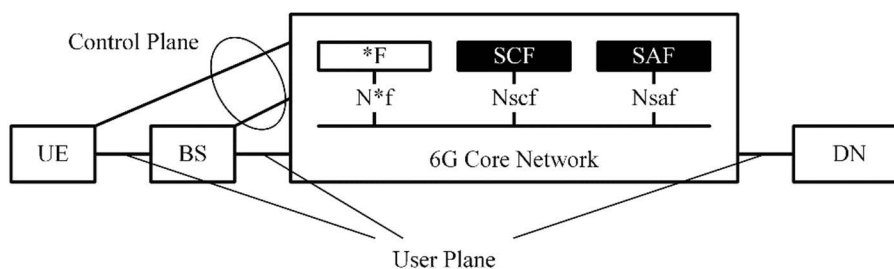 Control Plane
*F
SCF
SAF
N*f
Nscf
Nsaf
UE
BS
6G Core Network
DN
User Plane